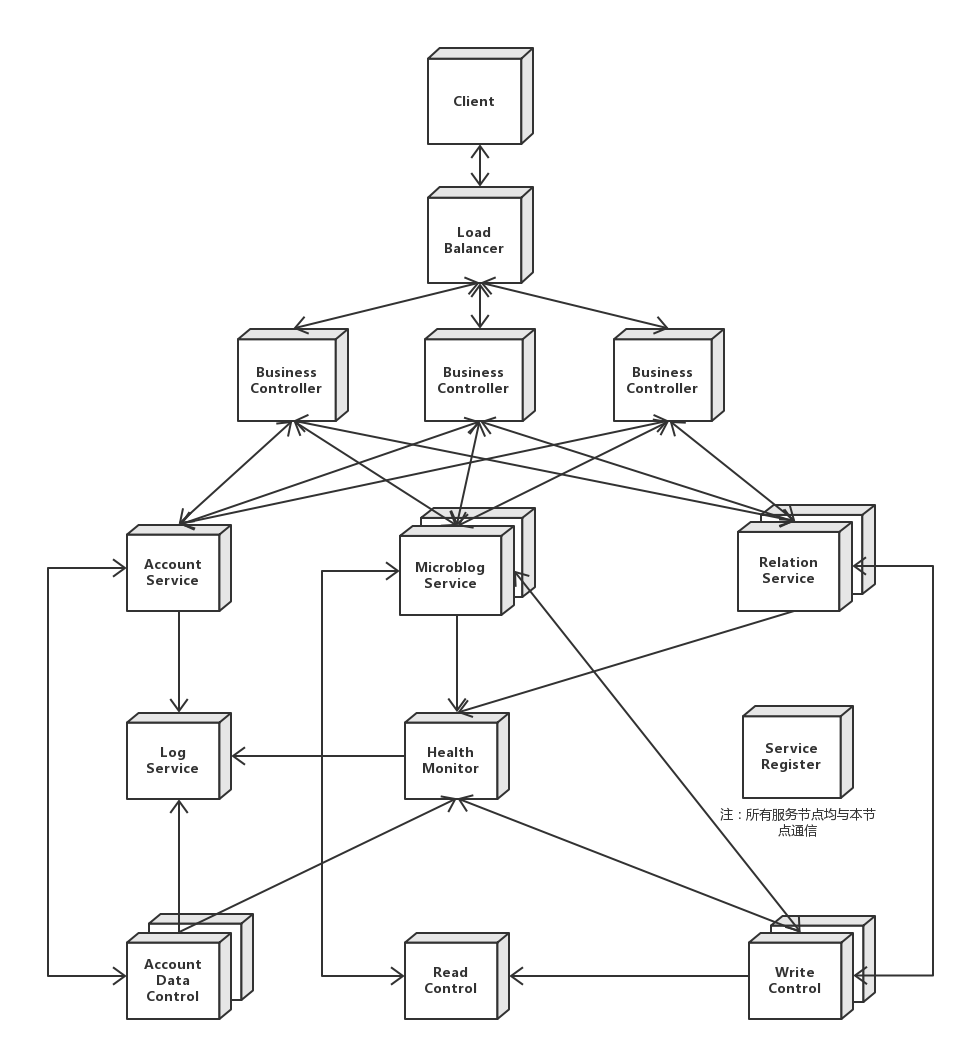 Client
Load
Balancer
Business
Controller
Business
Controller
Business
Controller
Account
Service
Microblog
Service
Relation
Service
Log
Service
Health
Monitor
Service
Register
注：所有服务节点均与本节
点通信
Account
Data
Control
Read
Control
Write
Control